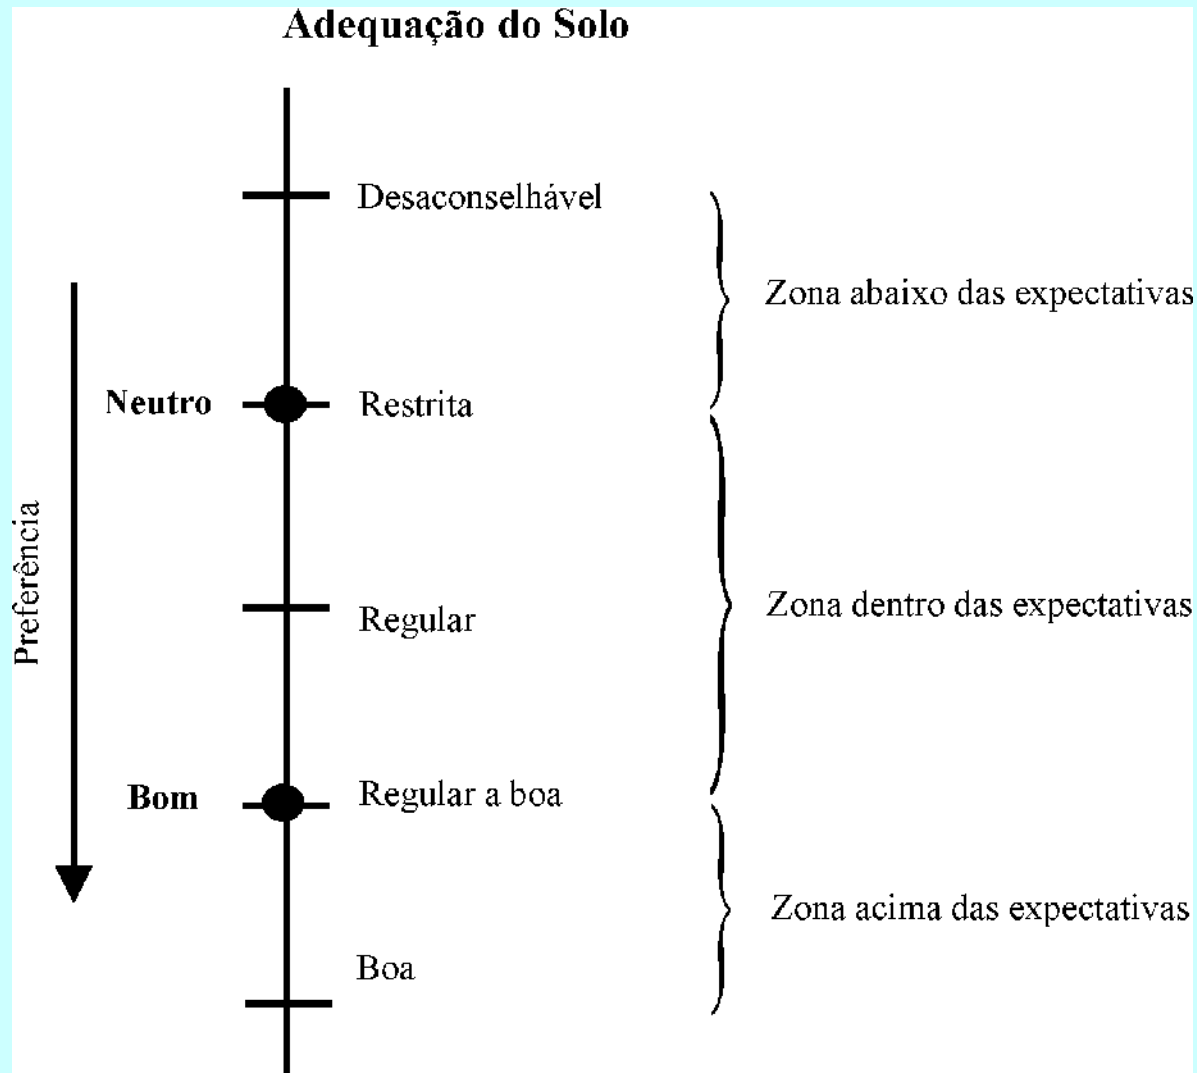 Adequação do Solo
Desaconselhável
Zona abaixo das expectativas
Neutro
Restrita
Preferência
Regular
Zona dentro das expectativas
Bom
Regular a boa
Zona acima das expectativas
Boa